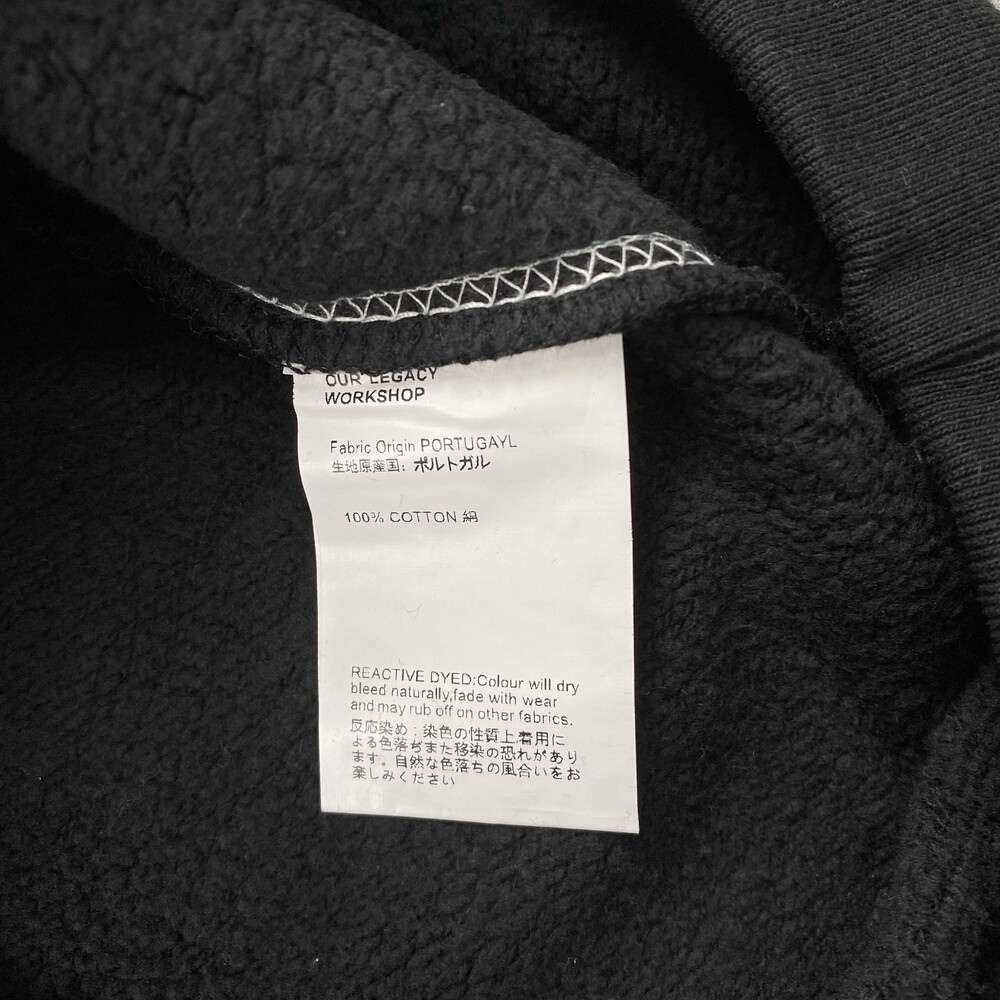 OUR LEGACY
WORKSHOP
Fabric Origin PORTUGAYL
生地原産国: ポルトガル
100% COTTON 綿
REACTIVE DYED:Colour will dry
bleed naturally,fade with wear
and may rub off on other fabrics.
反応染め:染色の性質上着用に
よる色落ちまた移染の恐れがあり
ます。自然な色落ちの風合いをお
楽しみください